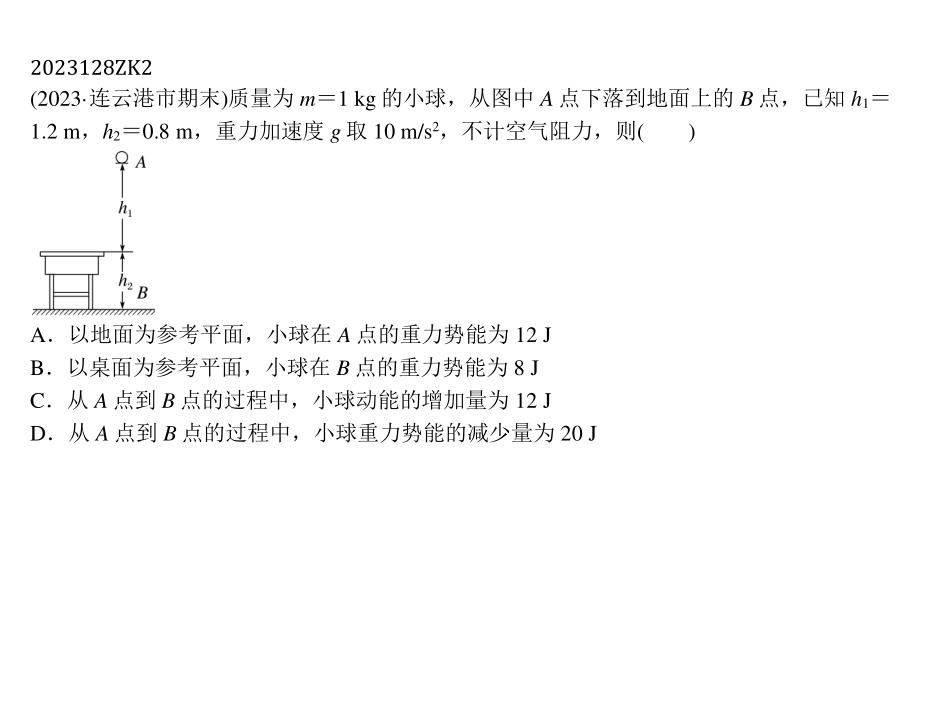 2023128ZK2
(2023·连云港市期末)质量为 m＝1 kg 的小球，从图中 A 点下落到地面上的 B 点，已知 h₁＝
1.2 m，h₂＝0.8 m，重力加速度 g 取 10 m/s²，不计空气阻力，则(　　)
A
h₁
h₂
B
A．以地面为参考平面，小球在 A 点的重力势能为 12 J
B．以桌面为参考平面，小球在 B 点的重力势能为 8 J
C．从 A 点到 B 点的过程中，小球动能的增加量为 12 J
D．从 A 点到 B 点的过程中，小球重力势能的减少量为 20 J